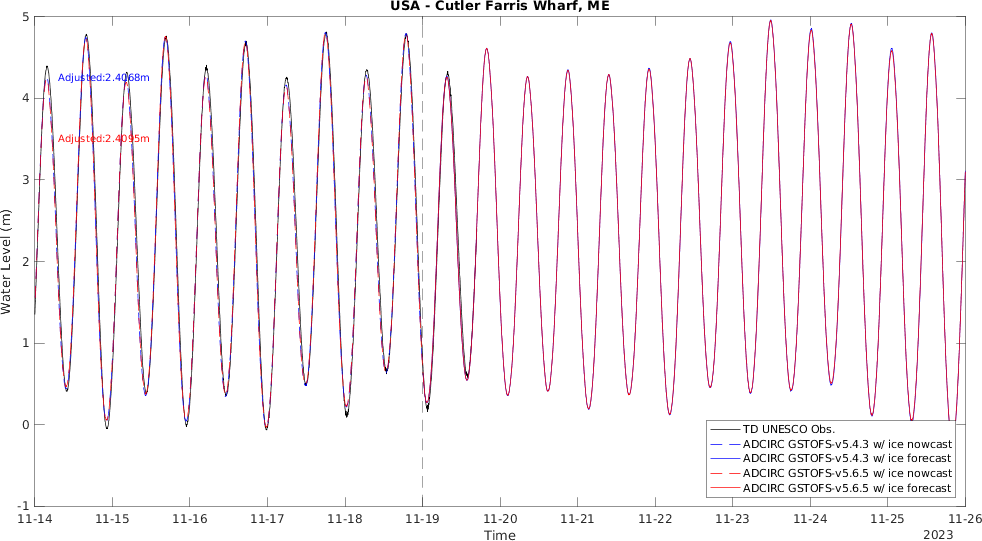 USA - Cutler Farris Wharf, ME
5
4
3
2
1
0
-1
Water Level (m)
Adjusted:2.4068m
Adjusted:2.4095m
TD UNESCO Obs.
ADCIRC GSTOFS-v5.4.3 w/ ice nowcast
ADCIRC GSTOFS-v5.4.3 w/ ice forecast
ADCIRC GSTOFS-v5.6.5 w/ ice nowcast
ADCIRC GSTOFS-v5.6.5 w/ ice forecast
11-14 11-15 11-16 11-17 11-18 11-19 11-20 11-21 11-22 11-23 11-24 11-25 11-26
Time
2023